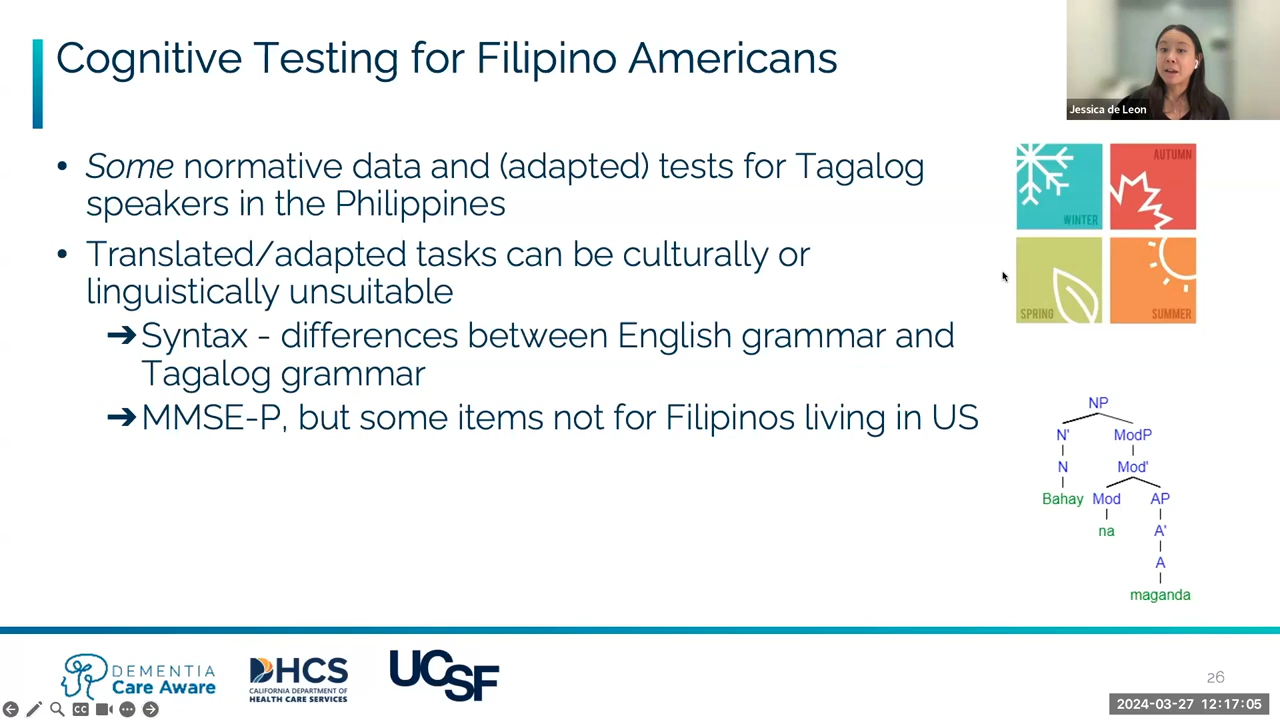 Cognitive Testing for Filipino Americans
Jessica de Leon
• Some normative data and (adapted) tests for Tagalog
speakers in the Philippines
• Translated/adapted tasks can be culturally or
linguistically unsuitable
➔Syntax - differences between English grammar and
Tagalog grammar
➔MMSE-P, but some items not for Filipinos living in US
WINTER
AUTUMN
SPRING
SUMMER
NP
N' ModP
N Mod'
Bahay Mod AP
na A'
A
maganda
DEMENTIA
Care Aware
DHCS
CALIFORNIA DEPARTMENT OF
HEALTH CARE SERVICES
UCSF
26
CC
2024-03-27 12:17:05